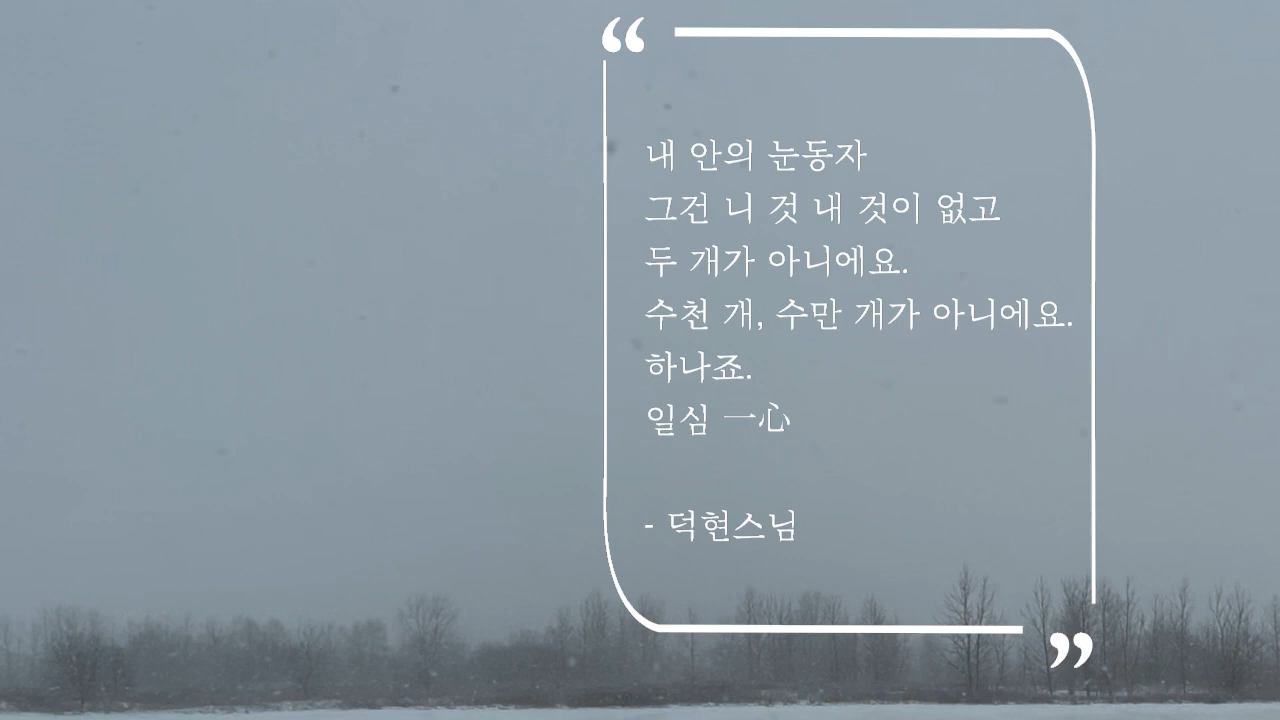 “
내 안의 눈동자
그건 니 것 내 것이 없고
두 개가 아니에요.
수천 개, 수만 개가 아니에요.
하나죠.
일심 一心
- 덕현스님
”